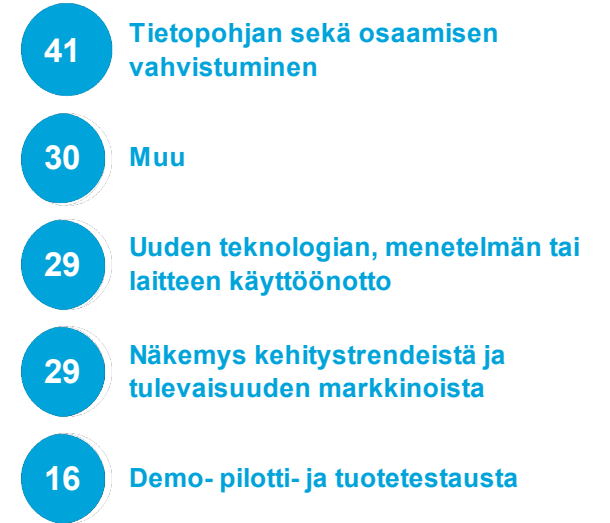 41
Tietopohjan sekä osaamisen
vahvistuminen
30
Muu
29
Uuden teknologian, menetelmän tai
laitteen käyttöönotto
29
Näkemys kehitystrendeistä ja
tulevaisuuden markkinoista
16
Demo- pilotti- ja tuotetestausta